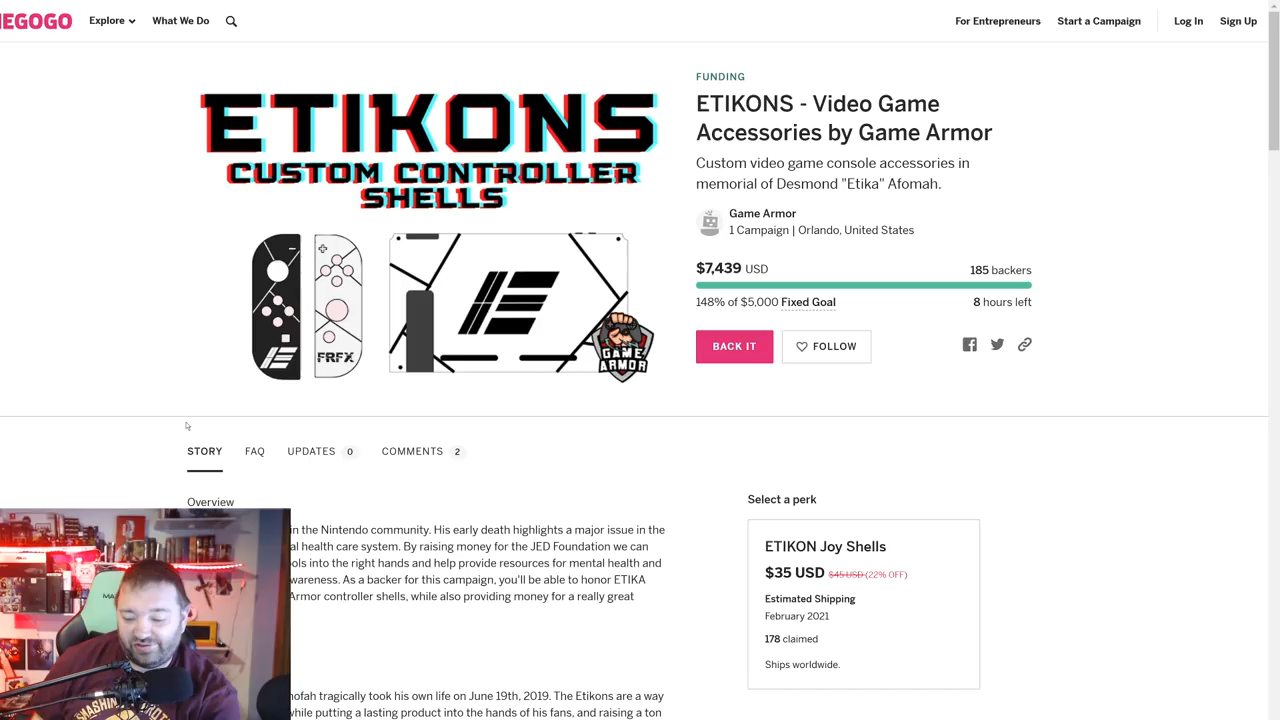 EGOGO
Explore
What We Do
For Entrepreneurs
Start a Campaign
Log In
Sign Up
ETIKONS
CUSTOM CONTROLLER
SHELLS
FRFX
GAME
ARMOR
FUNDING
ETIKONS - Video Game
Accessories by Game Armor
Custom video game console accessories in
memorial of Desmond "Etika" Afomah.
Game Armor
1 Campaign | Orlando, United States
$7,439 USD
185 backers
148% of $5,000 Fixed Goal
8 hours left
BACK IT
FOLLOW
STORY
FAQ
UPDATES 0
COMMENTS 2
Overview
in the Nintendo community. His early death highlights a major issue in the
al health care system. By raising money for the JED Foundation we can
ols into the right hands and help provide resources for mental health and
wareness. As a backer for this campaign, you'll be able to honor ETIKA
Armor controller shells, while also providing money for a really great
nofah tragically took his own life on June 19th, 2019. The Etikons are a way
while putting a lasting product into the hands of his fans, and raising a ton
Select a perk
ETIKON Joy Shells
$35 USD $45 USD (22% OFF)
Estimated Shipping
February 2021
178 claimed
Ships worldwide.